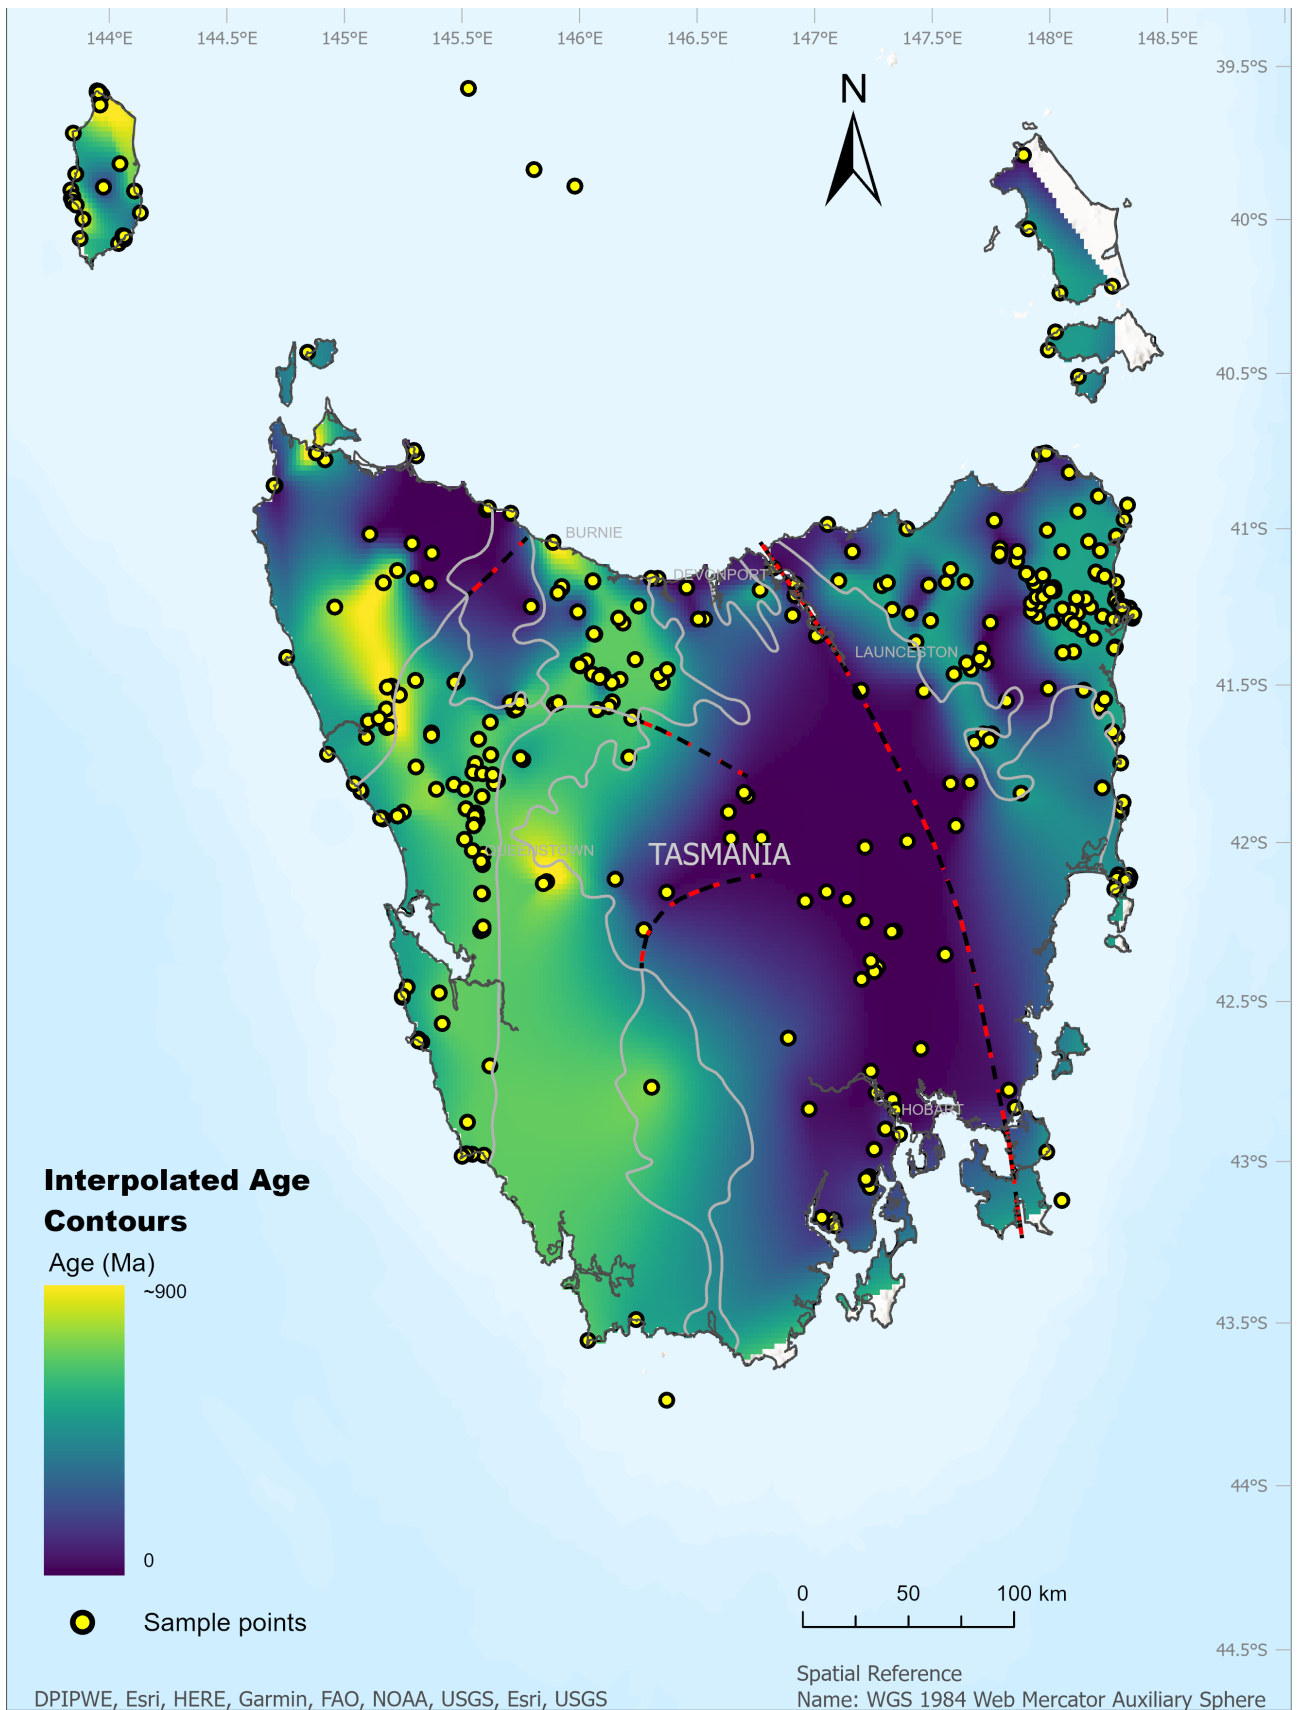 144°E 144.5°E 145°E 145.5°E 146°E 146.5°E 147°E 147.5°E 148°E 148.5°E
39.5°S
N
40°S
40.5°S
41°S
BURNIE
DEVONPORT
LAUNCESTON
41.5°S
42°S
QUEENSTOWN
TASMANIA
42.5°S
HOBART
43°S
Interpolated Age
Contours
Age (Ma)
~900
43.5°S
44°S
0
0 50 100 km
Sample points
44.5°S
Spatial Reference
DPIPWE, Esri, HERE, Garmin, FAO, NOAA, USGS, Esri, USGS
Name: WGS 1984 Web Mercator Auxiliary Sphere